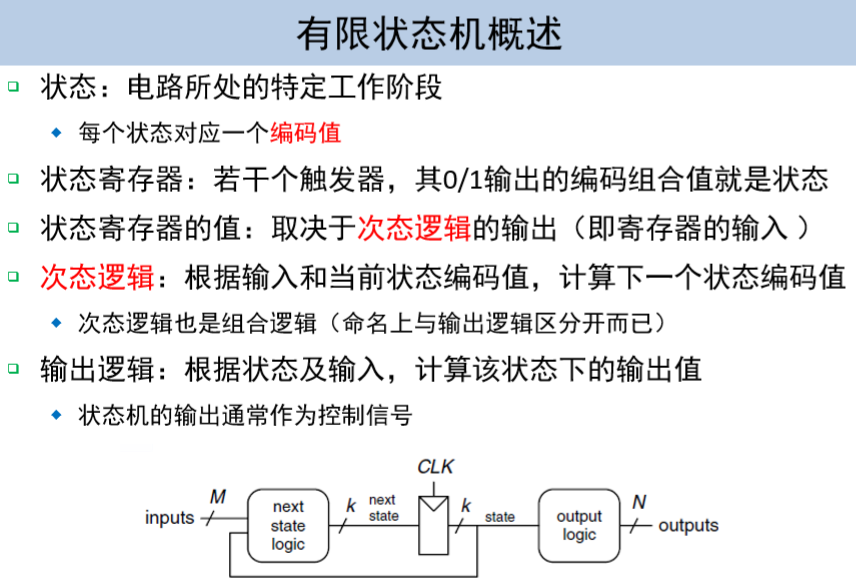 有限状态机概述
状态：电路所处的特定工作阶段
每个状态对应一个编码值
状态寄存器：若干个触发器，其0/1输出的编码组合值就是状态
状态寄存器的值：取决于次态逻辑的输出（即寄存器的输入 ）
次态逻辑：根据输入和当前状态编码值，计算下一个状态编码值
次态逻辑也是组合逻辑（命名上与输出逻辑区分开而已）
输出逻辑：根据状态及输入，计算该状态下的输出值
状态机的输出通常作为控制信号
CLK
inputs
M
next
state
logic
k
next
state
k
state
output
logic
N
outputs